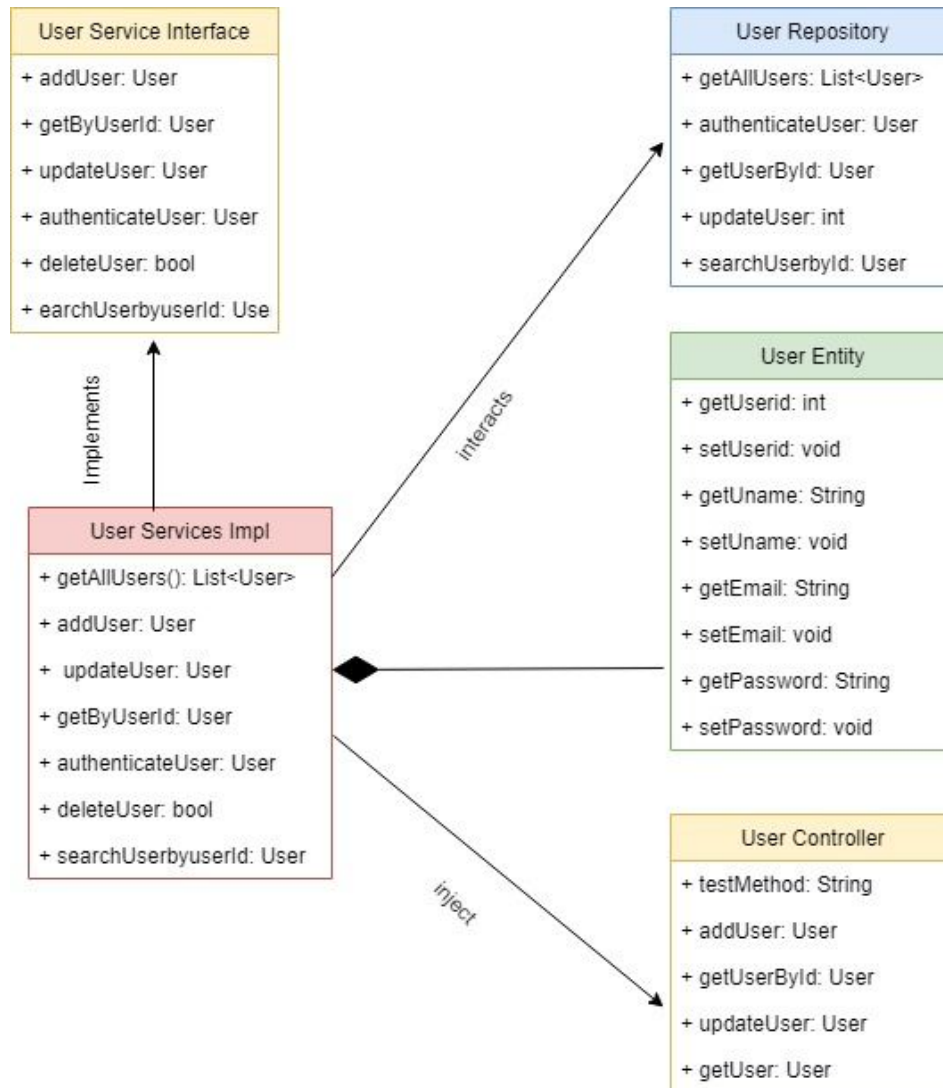 User Service Interface
+ addUser: User
+ getByUserId: User
+ updateUser: User
+ authenticateUser: User
+ deleteUser: bool
+ earchUserbyuserId: Use
Implements
User Services Impl
+ getAllUsers(): List<User>
+ addUser: User
+ updateUser: User
+ getByUserId: User
+ authenticateUser: User
+ deleteUser: bool
+ searchUserbyuserId: User
interacts
inject
User Repository
+ getAllUsers: List<User>
+ authenticateUser: User
+ getUserById: User
+ updateUser: int
+ searchUserbyId: User
User Entity
+ getUserid: int
+ setUserid: void
+ getUname: String
+ setUname: void
+ getEmail: String
+ setEmail: void
+ getPassword: String
+ setPassword: void
User Controller
+ testMethod: String
+ addUser: User
+ getUserById: User
+ updateUser: User
+ getUser: User